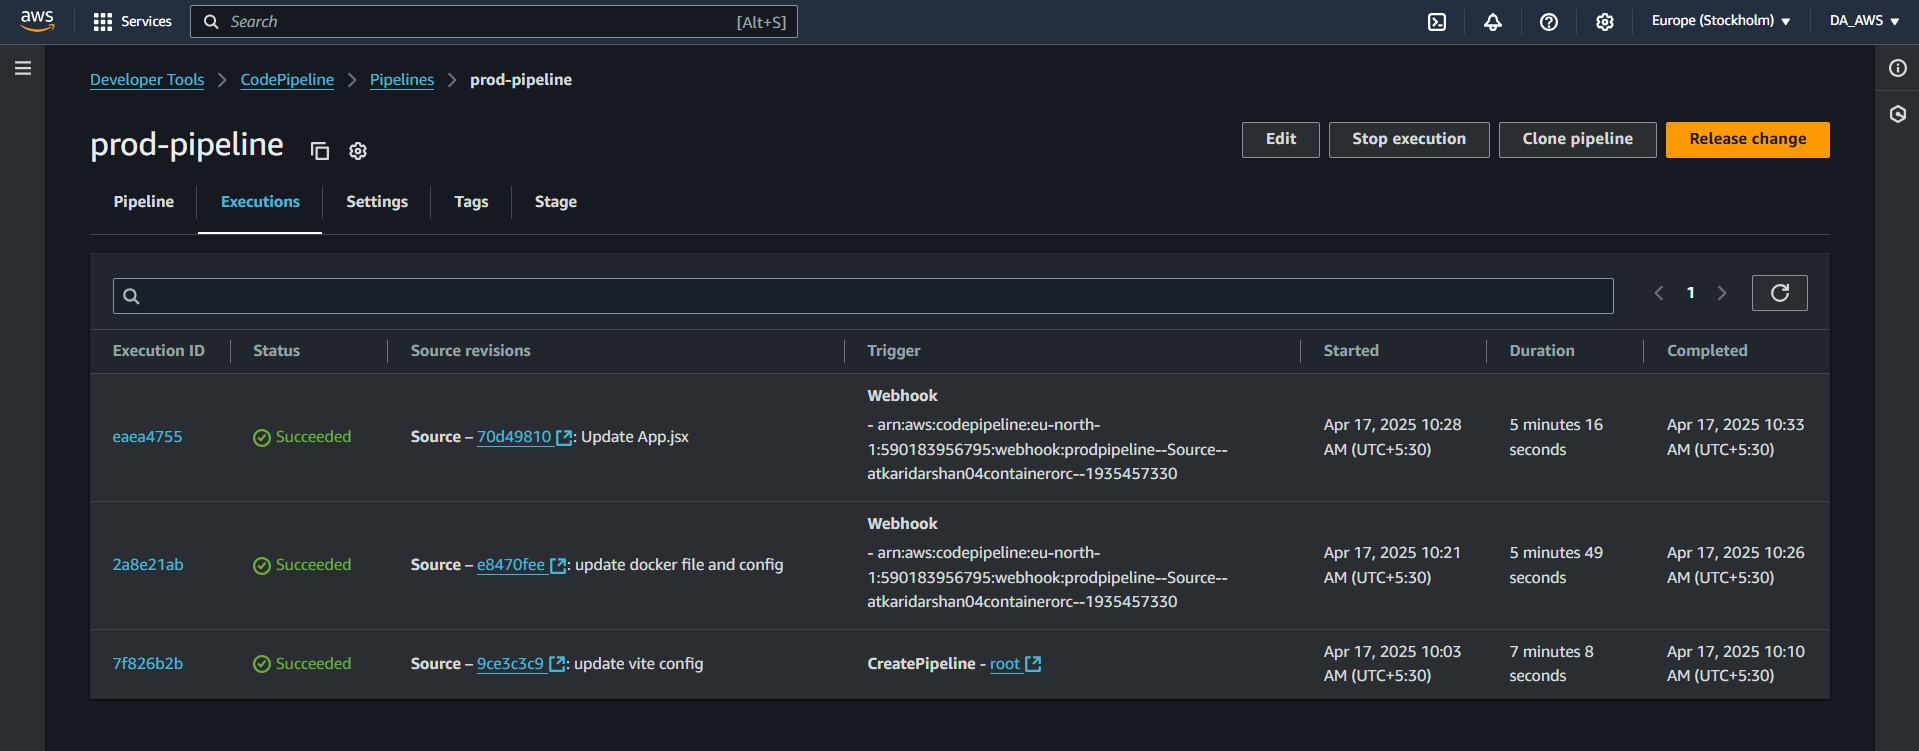 aws Services Search [Alt+S] Europe (Stockholm) DA_AWS
Developer Tools CodePipeline Pipelines prod-pipeline
prod-pipeline
Edit Stop execution Clone pipeline Release change
Pipeline Executions Settings Tags Stage
1
Execution ID Status Source revisions Trigger Started Duration Completed
eaea4755
Succeeded
Source – 70d49810 : Update App.jsx
Webhook
- arn:aws:codepipeline:eu-north-
1:590183956795:webhook:prodpipeline--Source--
atkaridarshan04containerorc--1935457330
Apr 17, 2025 10:28
AM (UTC+5:30)
5 minutes 16
seconds
Apr 17, 2025 10:33
AM (UTC+5:30)
2a8e21ab
Succeeded
Source – e8470fee : update docker file and config
Webhook
- arn:aws:codepipeline:eu-north-
1:590183956795:webhook:prodpipeline--Source--
atkaridarshan04containerorc--1935457330
Apr 17, 2025 10:21
AM (UTC+5:30)
5 minutes 49
seconds
Apr 17, 2025 10:26
AM (UTC+5:30)
7f826b2b
Succeeded
Source – 9ce3c3c9 : update vite config
CreatePipeline - root
Apr 17, 2025 10:03
AM (UTC+5:30)
7 minutes 8
seconds
Apr 17, 2025 10:10
AM (UTC+5:30)